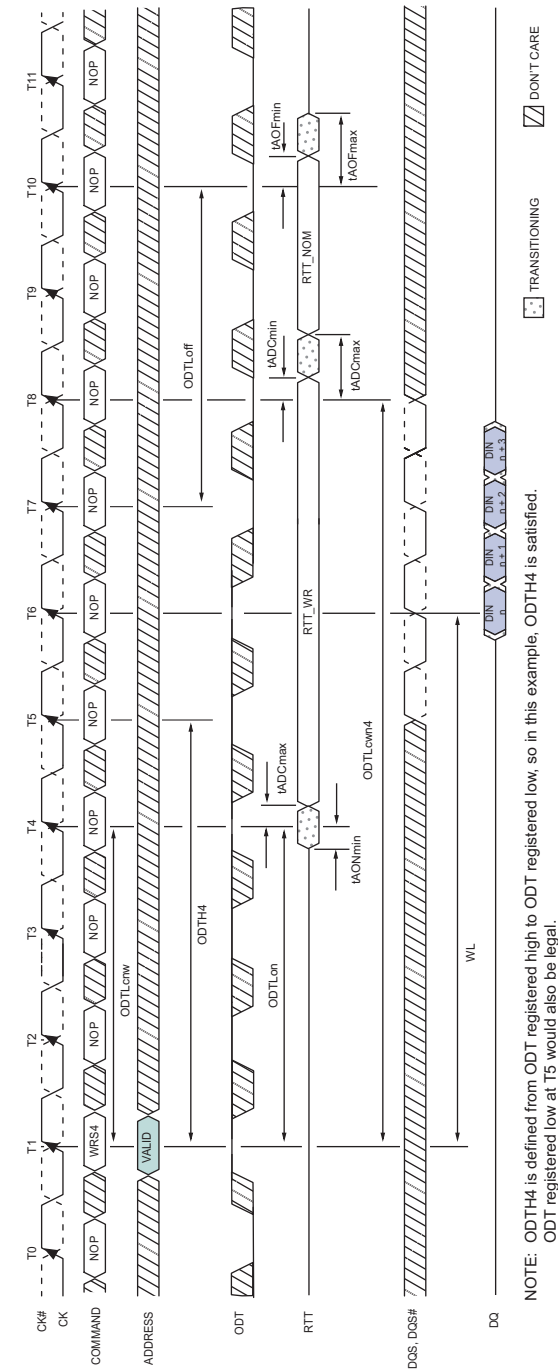 T0 T1 T2 T3 T4 T5 T6 T7 T8 T9 T10 T11
CK#
CK
COMMAND NOP WRS4 NOP NOP NOP NOP NOP NOP NOP NOP NOP NOP
ODTLcnw
ODTLoff
ADDRESS VALID
ODTH4
ODT
ODTLon
tADCmax
tADCmin
tAOFmin
RTT RTT_WR RTT_NOM
tAONmin
tADCmax
tAOFmax
ODTLcwn4
DQS, DQS#
WL
DQ DIN n DIN n + 1 DIN n + 2 DIN n + 3
TRANSITIONING DON'T CARE
NOTE: ODTH4 is defined from ODT registered high to ODT registered low, so in this example, ODTH4 is satisfied.
ODT registered low at T5 would also be legal.